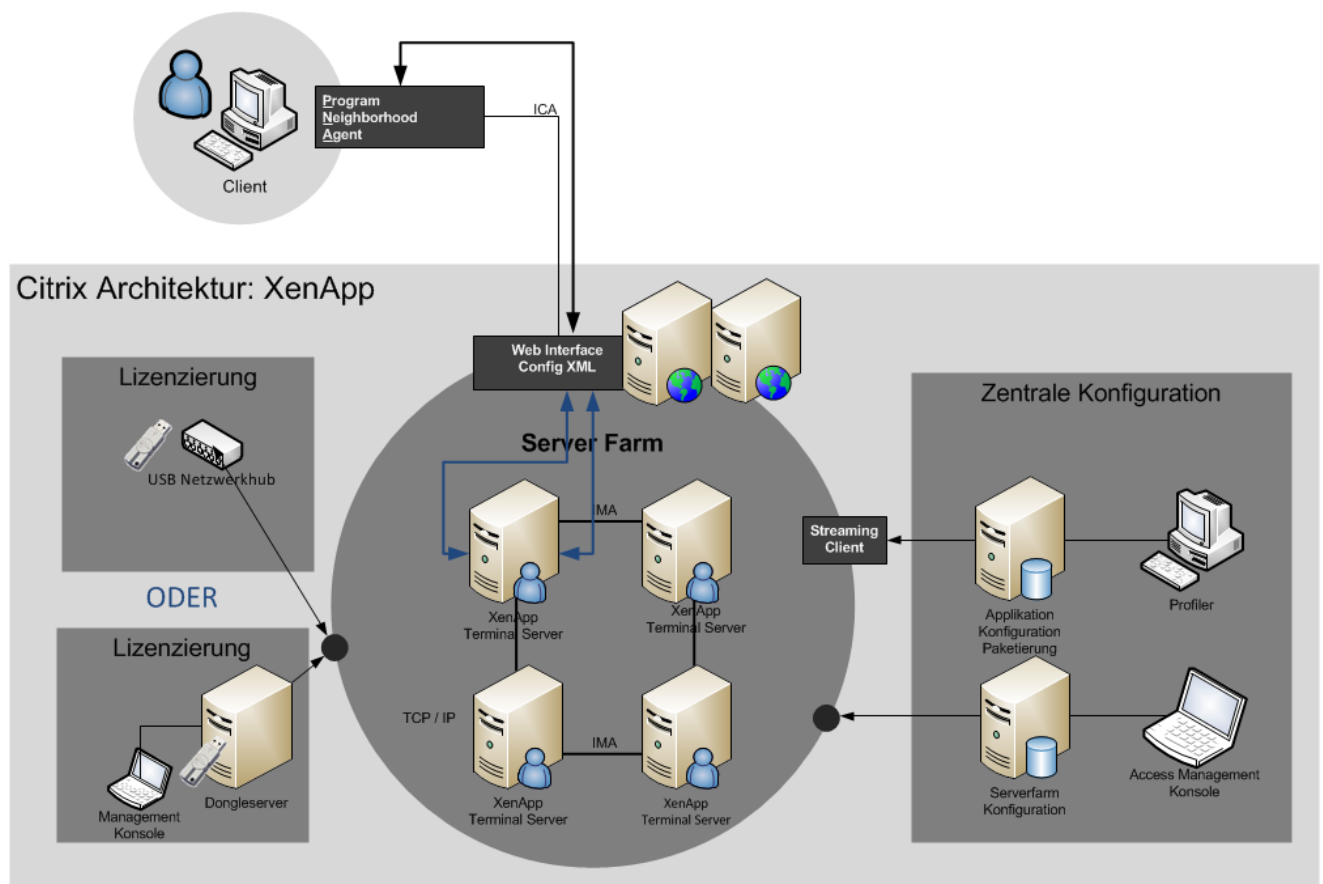 Program
Neighborhood
Agent
ICA
Client
Citrix Architektur: XenApp
Web Interface
Config XML
Lizenzierung
USB Netzwerkhub
ODER
Lizenzierung
Management
Konsole
Dongleserver
Server Farm
IMA
XenApp
Terminal Server
XenApp
Terminal Server
TCP / IP
IMA
XenApp
Terminal Server
XenApp
Terminal Server
Zentrale Konfiguration
Streaming
Client
Applikation
Konfiguration
Paketierung
Profiler
Serverfarm
Konfiguration
Access Management
Konsole